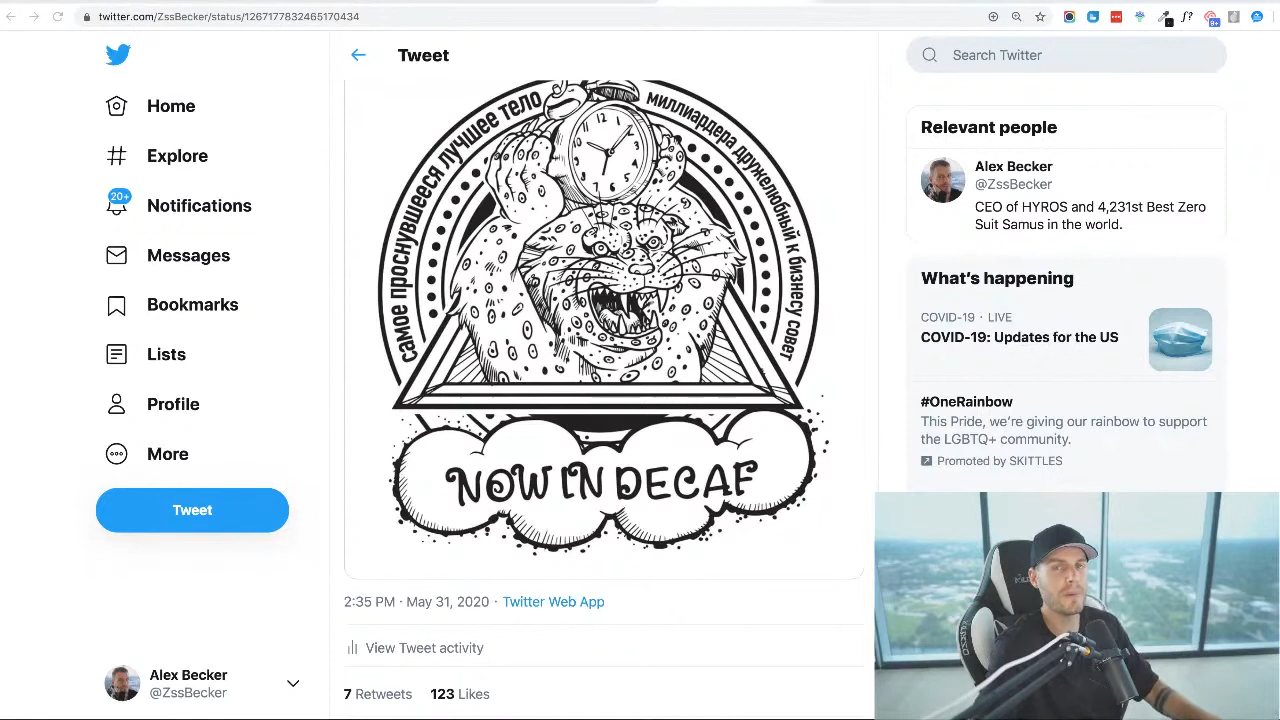 twitter.com/ZssBecker/status/1267177832465170434
Home
Explore
20+
Notifications
Messages
Bookmarks
Lists
Profile
More
Tweet
Alex Becker
@ZssBecker
Tweet
самое проснувшееся лучшее тело
миллиардера дружелюбный к бизнесу совет
NOW IN DECAF
2:35 PM · May 31, 2020 · Twitter Web App
View Tweet activity
7 Retweets 123 Likes
Search Twitter
Relevant people
Alex Becker
@ZssBecker
CEO of HYROS and 4,231st Best Zero
Suit Samus in the world.
What's happening
COVID-19 · LIVE
COVID-19: Updates for the US
#OneRainbow
This Pride, we're giving our rainbow to support
the LGBTQ+ community.
Promoted by SKITTLES